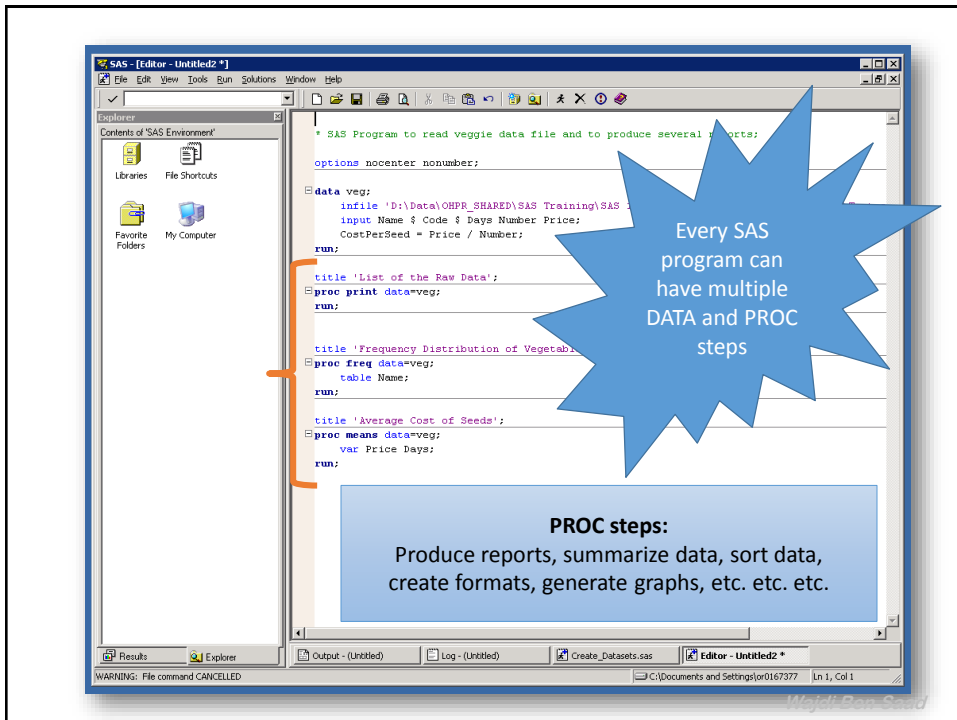 SAS - [Editor - Untitled2 *]
File Edit View Tools Run Solutions Window Help
Explorer
Contents of 'SAS Environment'
Libraries File Shortcuts
Favorite Folders My Computer
* SAS Program to read veggie data file and to produce several reports;
options nocenter nonumber;
data veg;
infile 'D:\Data\OHPR_SHARED\SAS Training\SAS
input Name $ Code $ Days Number Price;
CostPerSeed = Price / Number;
run;
title 'List of the Raw Data';
proc print data=veg;
run;
title 'Frequency Distribution of
proc freq data=veg;
table Name;
run;
title 'Average Cost of Seeds';
proc means data=veg;
var Price Days;
run;
Every SAS
program can
have multiple
DATA and PROC
steps
PROC steps:
Produce reports, summarize data, sort data,
create formats, generate graphs, etc. etc. etc.
Results Explorer
Output - (Untitled) Log - (Untitled) Create_Datasets.sas Editor - Untitled2 *
WARNING: File command CANCELLED C:\Documents and Settings\or0167377 Ln 1, Col 1
Wajdi Ben Saad